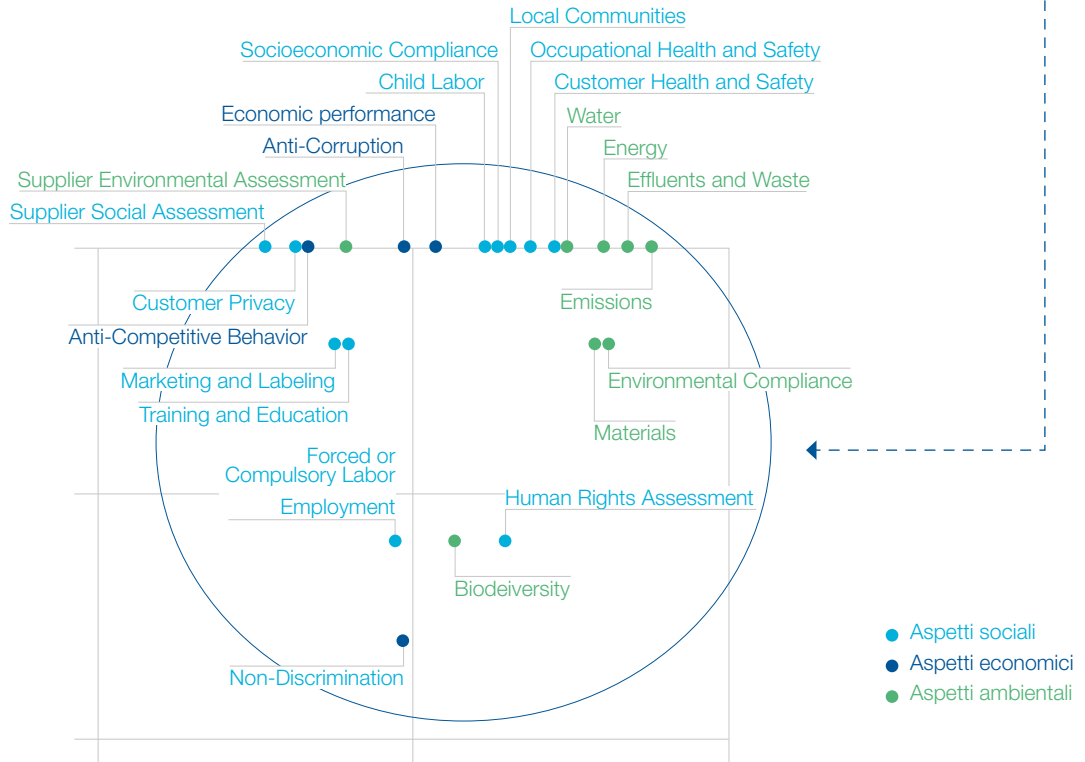 Local Communities
Socioeconomic Compliance
Occupational Health and Safety
Child Labor
Customer Health and Safety
Economic performance
Water
Anti-Corruption
Energy
Supplier Environmental Assessment
Effluents and Waste
Supplier Social Assessment
Customer Privacy
Emissions
Anti-Competitive Behavior
Marketing and Labeling
Environmental Compliance
Training and Education
Materials
Forced or
Compulsory Labor
Employment
Human Rights Assessment
Biodeiversity
Non-Discrimination
Aspetti sociali
Aspetti economici
Aspetti ambientali